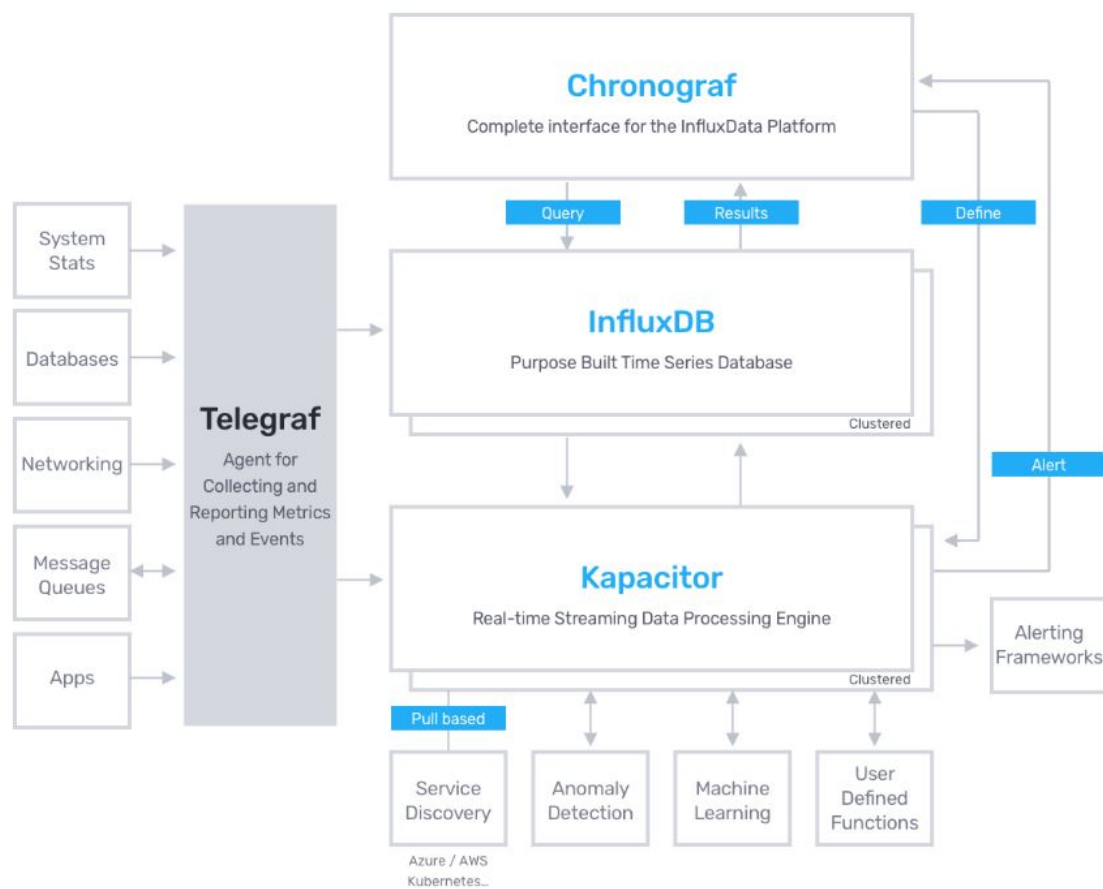 Chronograf
Complete interface for the InfluxData Platform
Query
Results
Define
System
Stats
Databases
Networking
Message
Queues
Apps
Telegraf
Agent for
Collecting and
Reporting Metrics
and Events
InfluxDB
Purpose Built Time Series Database
Clustered
Alert
Kapacitor
Real-time Streaming Data Processing Engine
Clustered
Alerting
Frameworks
Pull based
Service
Discovery
Azure / AWS
Kubernetes...
Anomaly
Detection
Machine
Learning
User
Defined
Functions